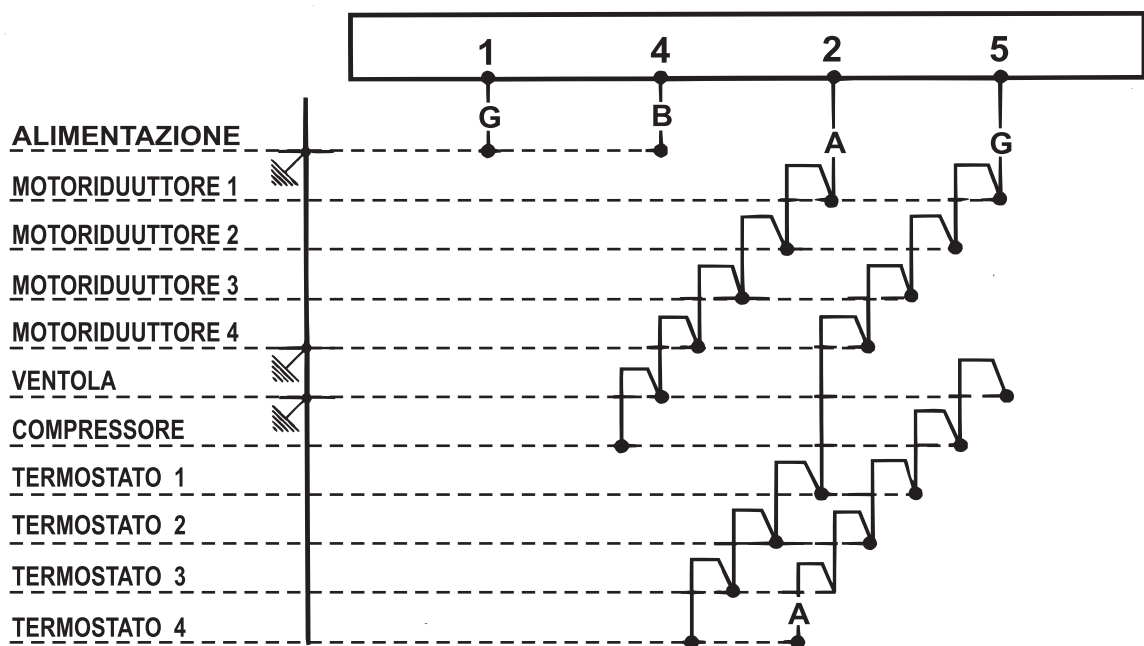 1 4 2 5
G B A G
ALIMENTAZIONE
MOTORIDUUTTORE 1
MOTORIDUUTTORE 2
MOTORIDUUTTORE 3
MOTORIDUUTTORE 4
VENTOLA
COMPRESSORE
TERMOSTATO 1
TERMOSTATO 2
TERMOSTATO 3
A
TERMOSTATO 4